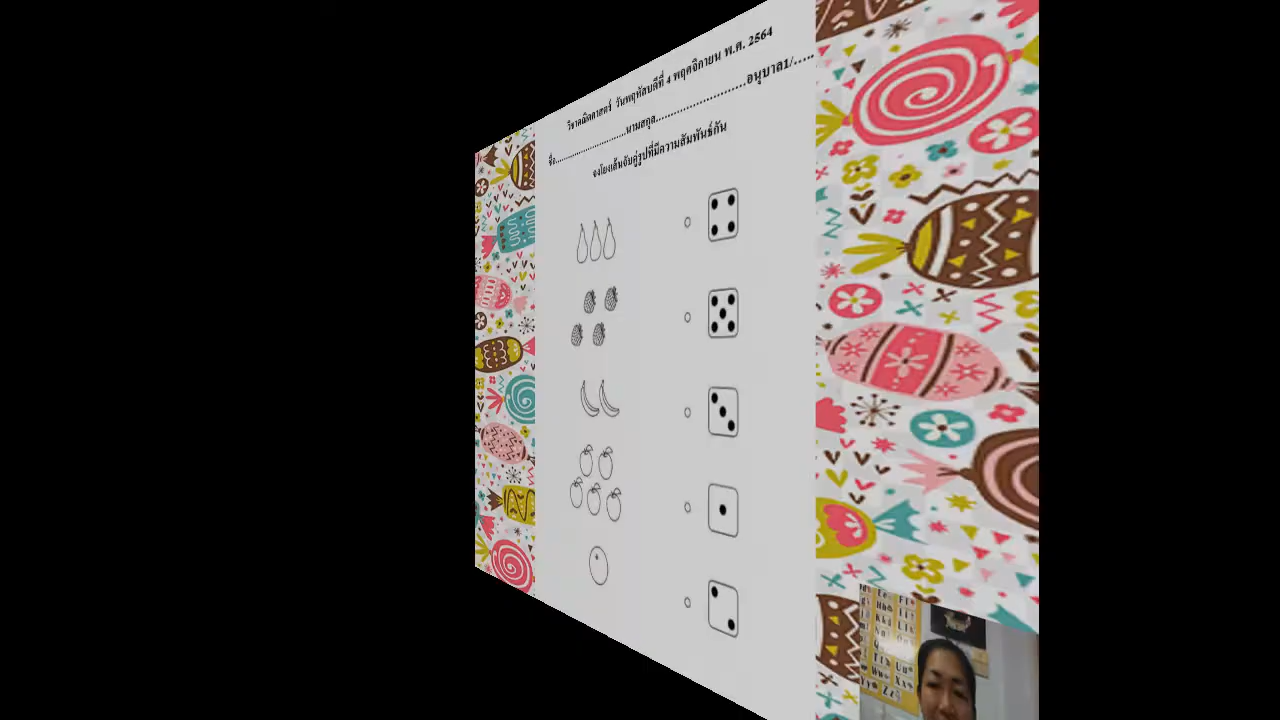 วิชาคณิตศาสตร์ วันพฤหัสบดีที่ 4 พฤศจิกายน พ.ศ. 2564
ชื่อ........................นามสกุล..............................อนุบาล1/.....
จงโยงเส้นจับคู่รูปที่มีความสัมพันธ์กัน